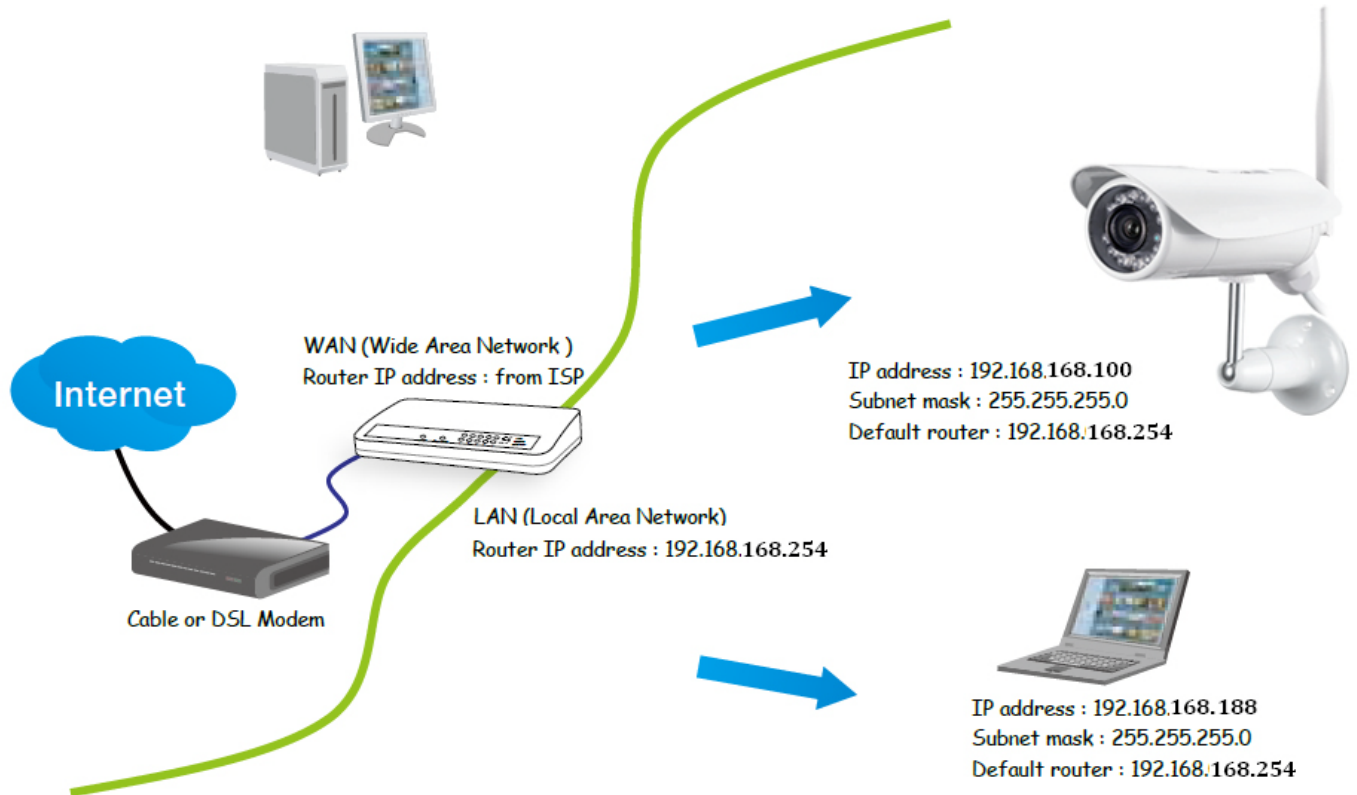 Internet
WAN (Wide Area Network )
Router IP address : from ISP
Cable or DSL Modem
LAN (Local Area Network)
Router IP address : 192.168.168.254
IP address : 192.168.168.100
Subnet mask : 255.255.255.0
Default router : 192.168.168.254
IP address : 192.168.168.188
Subnet mask : 255.255.255.0
Default router : 192.168.168.254